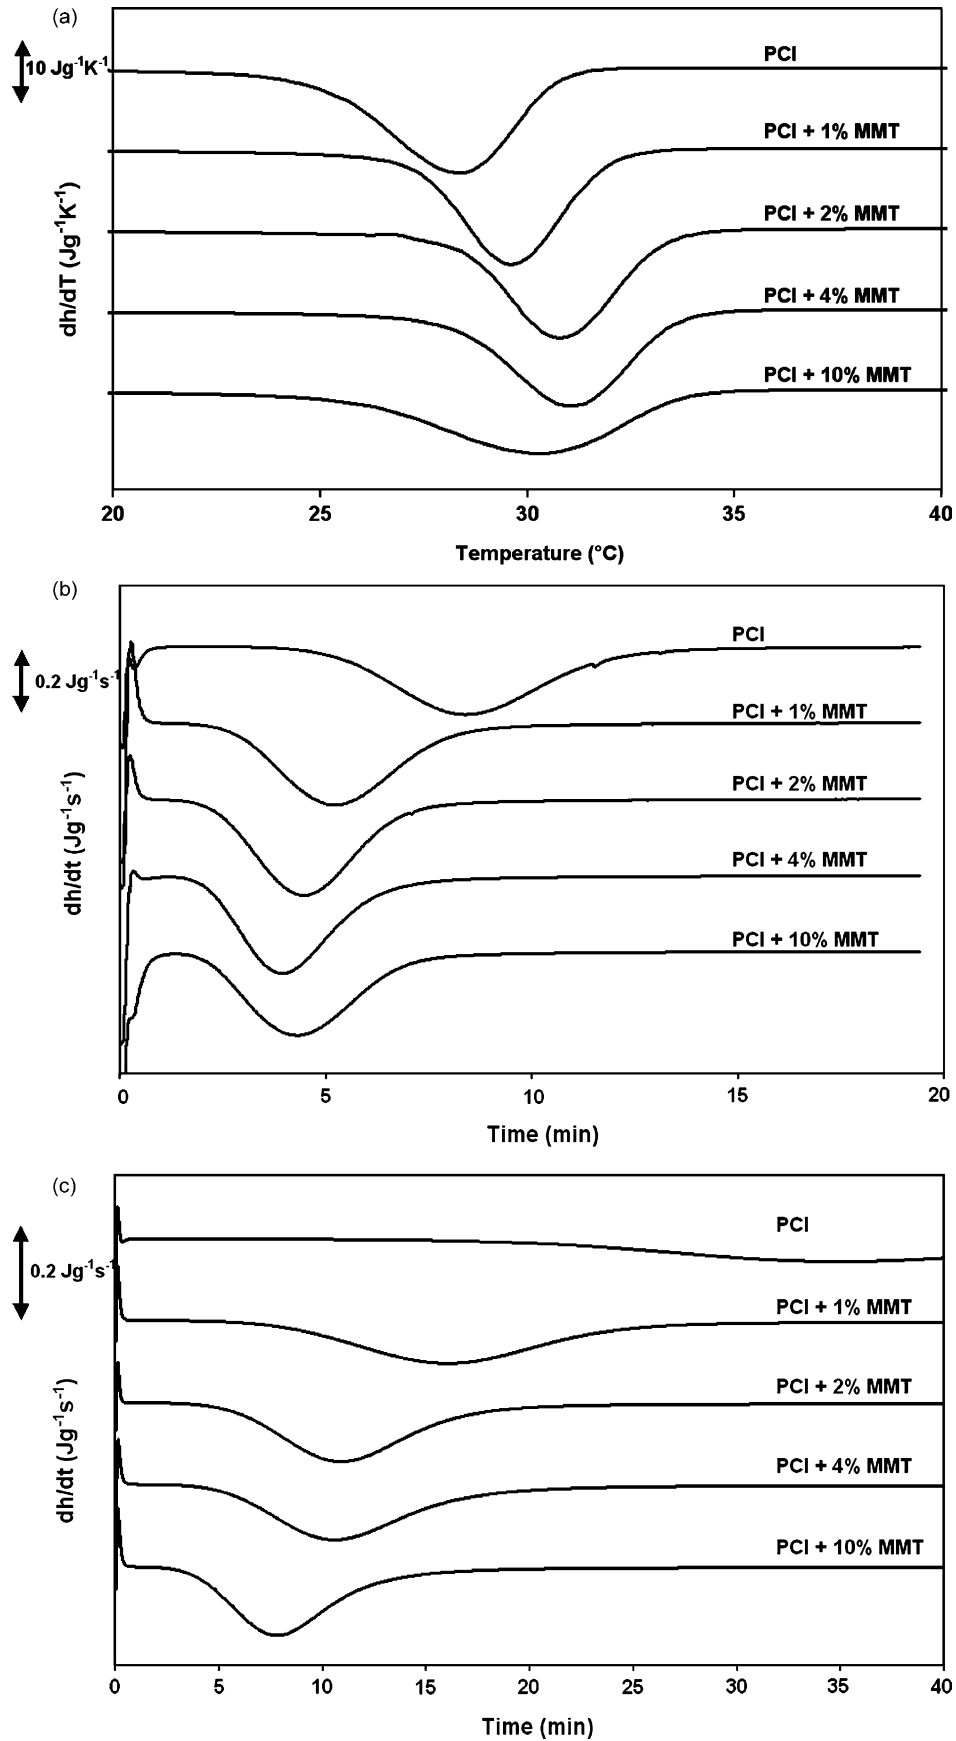 (a)
10 Jg⁻¹K⁻¹
PCl
PCl + 1% MMT
PCl + 2% MMT
PCl + 4% MMT
PCl + 10% MMT
dh/dT (Jg⁻¹K⁻¹)
20 25 30 35 40
Temperature (°C)
(b)
0.2 Jg⁻¹s⁻¹
PCl
PCl + 1% MMT
PCl + 2% MMT
PCl + 4% MMT
PCl + 10% MMT
dh/dt (Jg⁻¹s⁻¹)
0 5 10 15 20
Time (min)
(c)
0.2 Jg⁻¹s⁻¹
PCl
PCl + 1% MMT
PCl + 2% MMT
PCl + 4% MMT
PCl + 10% MMT
dh/dt (Jg⁻¹s⁻¹)
0 5 10 15 20 25 30 35 40
Time (min)